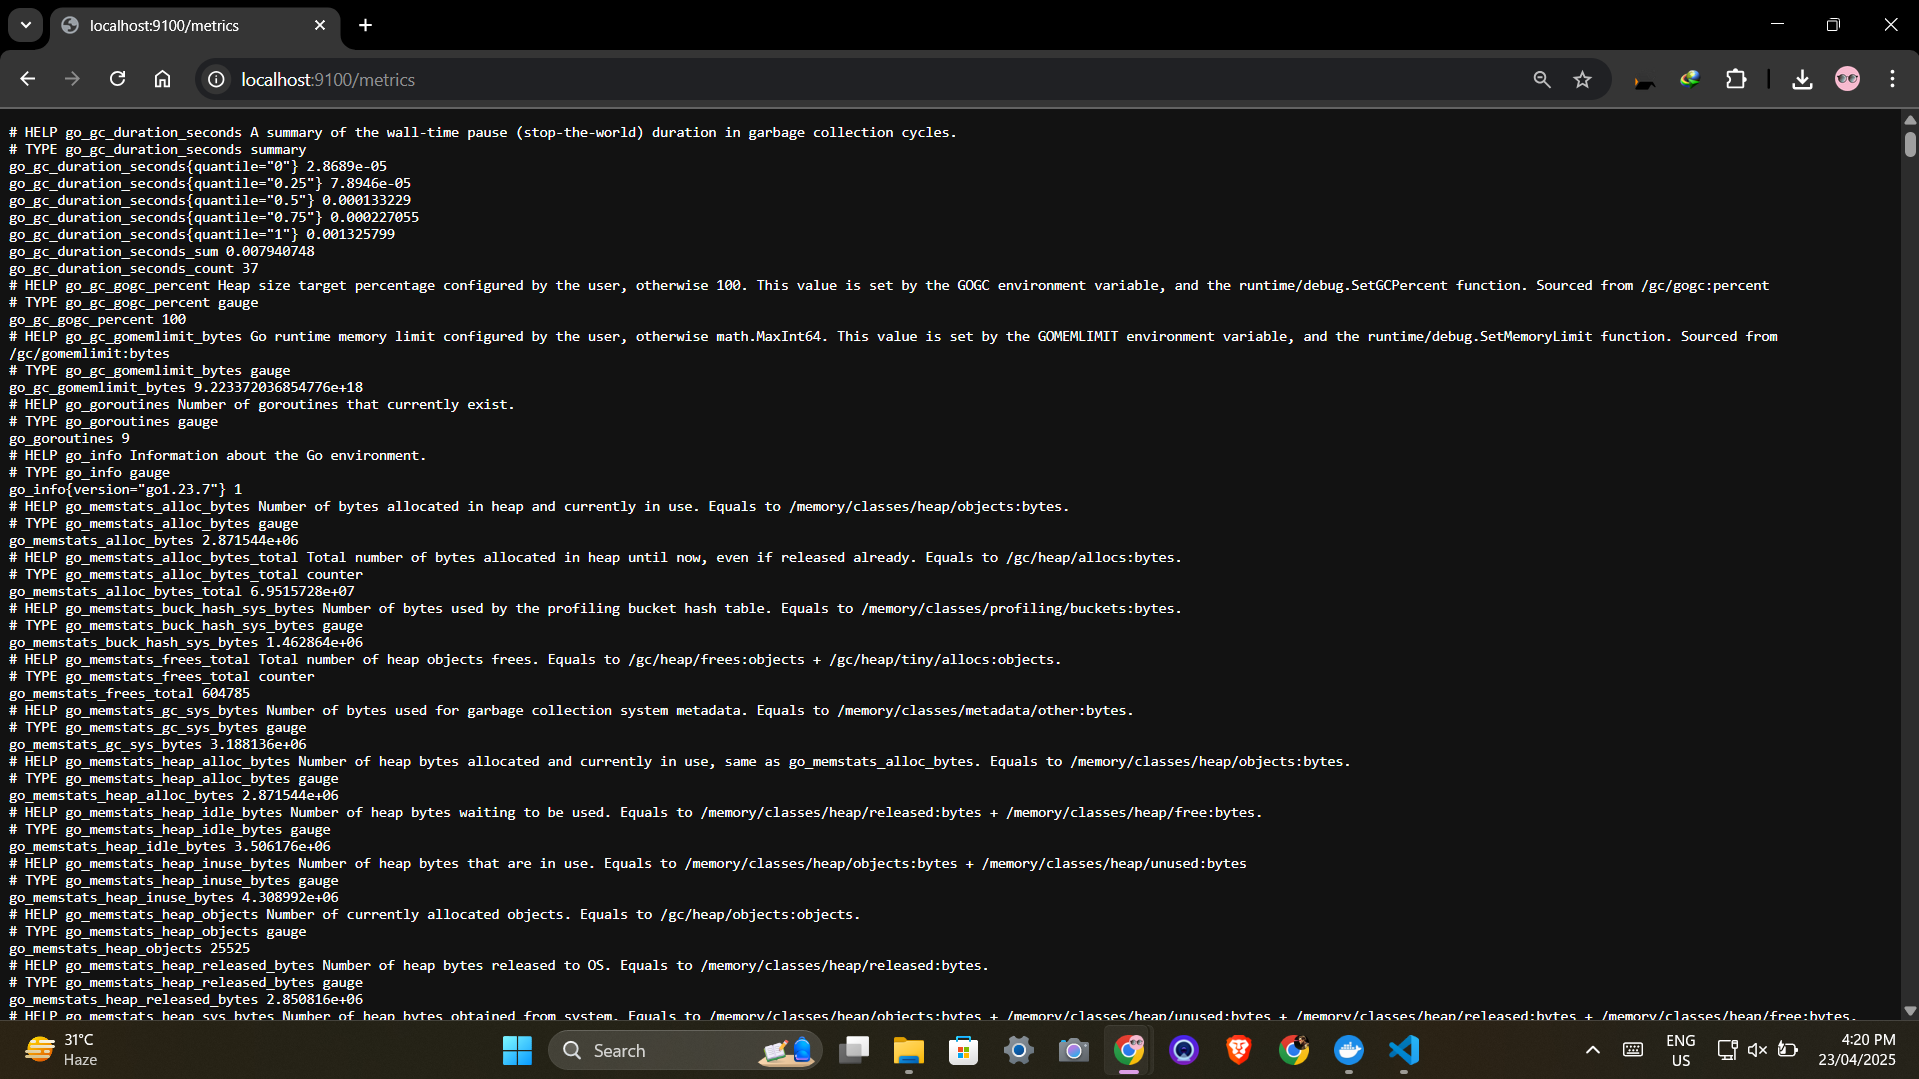 localhost:9100/metrics
localhost:9100/metrics
# HELP go_gc_duration_seconds A summary of the wall-time pause (stop-the-world) duration in garbage collection cycles.
# TYPE go_gc_duration_seconds summary
go_gc_duration_seconds{quantile="0"} 2.8689e-05
go_gc_duration_seconds{quantile="0.25"} 7.8946e-05
go_gc_duration_seconds{quantile="0.5"} 0.000133229
go_gc_duration_seconds{quantile="0.75"} 0.000227055
go_gc_duration_seconds{quantile="1"} 0.001325799
go_gc_duration_seconds_sum 0.007940748
go_gc_duration_seconds_count 37
# HELP go_gc_gogc_percent Heap size target percentage configured by the user, otherwise 100. This value is set by the GOGC environment variable, and the runtime/debug.SetGCPercent function. Sourced from /gc/gogc:percent
# TYPE go_gc_gogc_percent gauge
go_gc_gogc_percent 100
# HELP go_gc_gomemlimit_bytes Go runtime memory limit configured by the user, otherwise math.MaxInt64. This value is set by the GOMEMLIMIT environment variable, and the runtime/debug.SetMemoryLimit function. Sourced from
/gc/gomemlimit:bytes
# TYPE go_gc_gomemlimit_bytes gauge
go_gc_gomemlimit_bytes 9.223372036854776e+18
# HELP go_goroutines Number of goroutines that currently exist.
# TYPE go_goroutines gauge
go_goroutines 9
# HELP go_info Information about the Go environment.
# TYPE go_info gauge
go_info{version="go1.23.7"} 1
# HELP go_memstats_alloc_bytes Number of bytes allocated in heap and currently in use. Equals to /memory/classes/heap/objects:bytes.
# TYPE go_memstats_alloc_bytes gauge
go_memstats_alloc_bytes 2.871544e+06
# HELP go_memstats_alloc_bytes_total Total number of bytes allocated in heap until now, even if released already. Equals to /gc/heap/allocs:bytes.
# TYPE go_memstats_alloc_bytes_total counter
go_memstats_alloc_bytes_total 6.9515728e+07
# HELP go_memstats_buck_hash_sys_bytes Number of bytes used by the profiling bucket hash table. Equals to /memory/classes/profiling/buckets:bytes.
# TYPE go_memstats_buck_hash_sys_bytes gauge
go_memstats_buck_hash_sys_bytes 1.462864e+06
# HELP go_memstats_frees_total Total number of heap objects frees. Equals to /gc/heap/frees:objects + /gc/heap/tiny/allocs:objects.
# TYPE go_memstats_frees_total counter
go_memstats_frees_total 604785
# HELP go_memstats_gc_sys_bytes Number of bytes used for garbage collection system metadata. Equals to /memory/classes/metadata/other:bytes.
# TYPE go_memstats_gc_sys_bytes gauge
go_memstats_gc_sys_bytes 3.188136e+06
# HELP go_memstats_heap_alloc_bytes Number of heap bytes allocated and currently in use, same as go_memstats_alloc_bytes. Equals to /memory/classes/heap/objects:bytes.
# TYPE go_memstats_heap_alloc_bytes gauge
go_memstats_heap_alloc_bytes 2.871544e+06
# HELP go_memstats_heap_idle_bytes Number of heap bytes waiting to be used. Equals to /memory/classes/heap/released:bytes + /memory/classes/heap/free:bytes.
# TYPE go_memstats_heap_idle_bytes gauge
go_memstats_heap_idle_bytes 3.506176e+06
# HELP go_memstats_heap_inuse_bytes Number of heap bytes that are in use. Equals to /memory/classes/heap/objects:bytes + /memory/classes/heap/unused:bytes
# TYPE go_memstats_heap_inuse_bytes gauge
go_memstats_heap_inuse_bytes 4.308992e+06
# HELP go_memstats_heap_objects Number of currently allocated objects. Equals to /gc/heap/objects:objects.
# TYPE go_memstats_heap_objects gauge
go_memstats_heap_objects 25525
# HELP go_memstats_heap_released_bytes Number of heap bytes released to OS. Equals to /memory/classes/heap/released:bytes.
# TYPE go_memstats_heap_released_bytes gauge
go_memstats_heap_released_bytes 2.850816e+06
# HELP go_memstats_heap_sys_bytes Number of heap bytes obtained from system. Equals to /memory/classes/heap/objects:bytes + /memory/classes/heap/unused:bytes + /memory/classes/heap/released:bytes + /memory/classes/heap/free:bytes.
31°C
Haze
Search
ENG
US
4:20 PM
23/04/2025